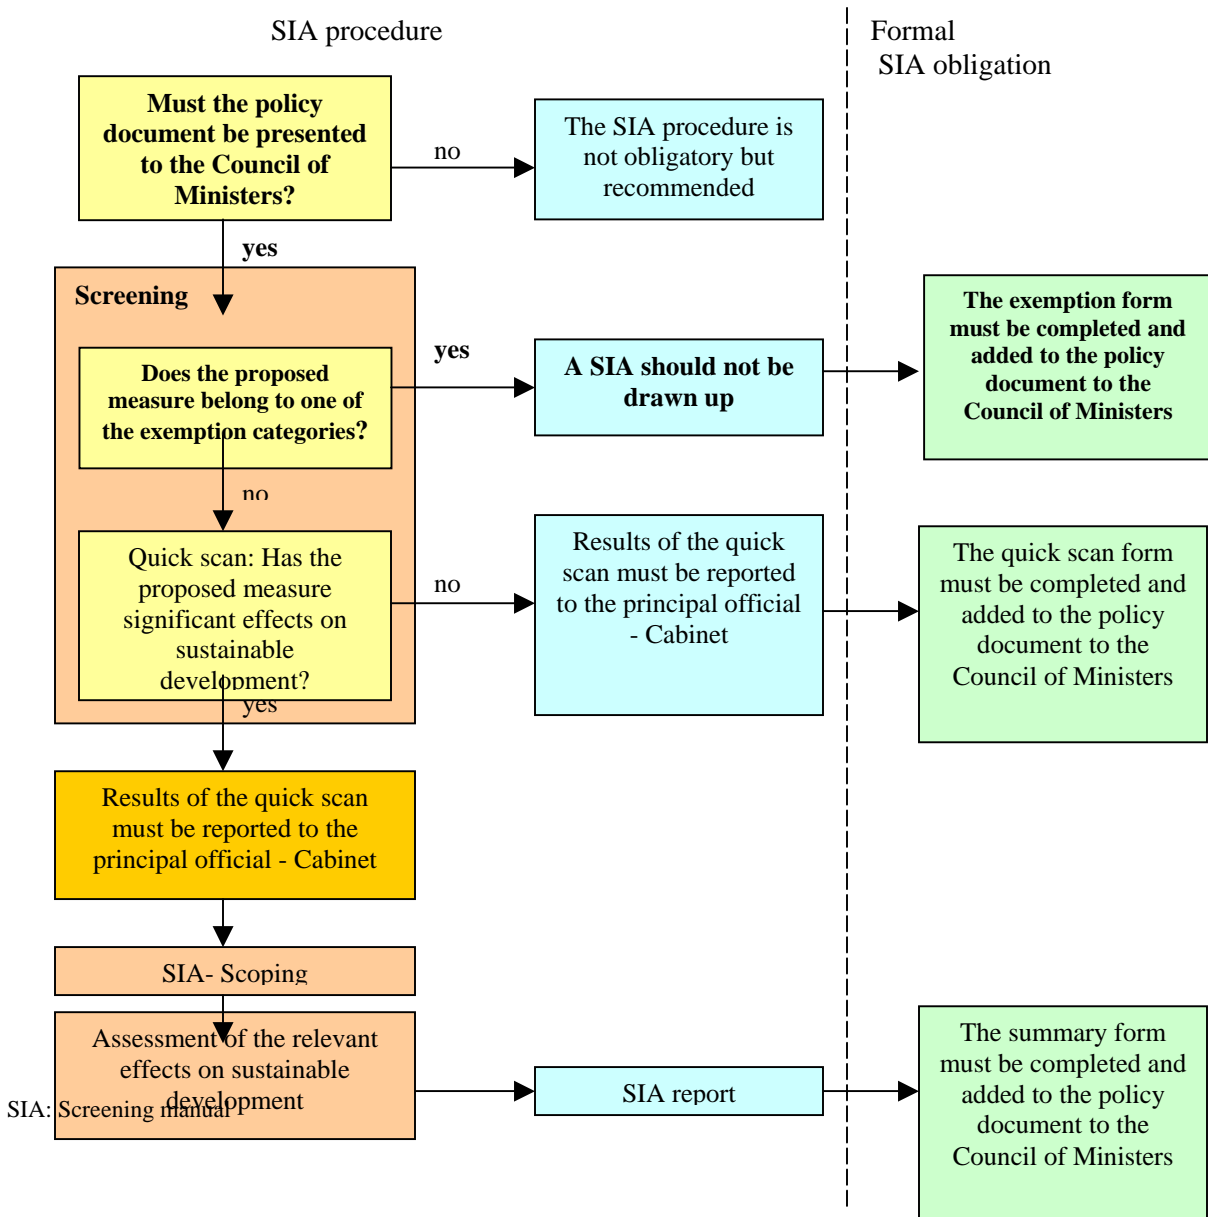 SIA procedure
Formal
SIA obligation
Must the policy
document be presented
to the Council of
Ministers?
no
The SIA procedure is
not obligatory but
recommended
yes
Screening
Does the proposed
measure belong to one of
the exemption categories?
yes
A SIA should not be
drawn up
The exemption form
must be completed and
added to the policy
document to the
Council of Ministers
no
Quick scan: Has the
proposed measure
significant effects on
sustainable
development?
no
Results of the quick
scan must be reported
to the principal official
- Cabinet
The quick scan form
must be completed and
added to the policy
document to the
Council of Ministers
yes
Results of the quick scan
must be reported to the
principal official - Cabinet
SIA- Scoping
Assessment of the relevant
effects on sustainable
development
SIA report
The summary form
must be completed and
added to the policy
document to the
Council of Ministers
SIA: Screening manual